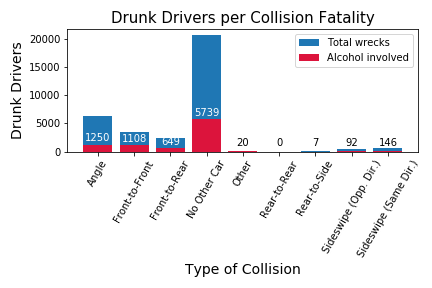 Drunk Drivers per Collision Fatality
Total wrecks
Alcohol involved
Drunk Drivers
20000
15000
10000
5000
0
1250
1108
649
5739
20
0
7
92
146
Angle
Front-to-Front
Front-to-Rear
No Other Car
Other
Rear-to-Rear
Rear-to-Side
Sideswipe (Opp. Dir.)
Sideswipe (Same Dir.)
Type of Collision